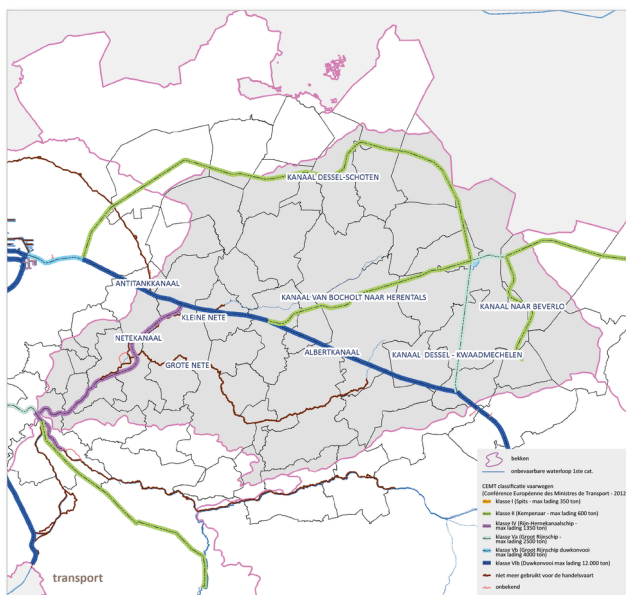 KANAAL DESSEL-SCHOTEN
ANTITANKKANAAL
KANAAL VAN BOCHOLT NAAR HERENTALS
KANAAL NAAR BEVERLO
KLEINE NETE
NETEKANAAL
ALBERTKANAAL
KANAAL DESSEL - KWAADMECHELEN
GROTE NETE
bekken
onbevaarbare waterloop 1ste cat.
CEMT classificatie vaarwegen
(Conférence Européenne des Ministres de Transport - 2012)
klasse I (Spits - max lading 350 ton)
klasse II (Kempenaar - max lading 600 ton)
klasse IV (Rijn-Hernekanaalschip -
max lading 1350 ton)
klasse Va (Groot Rijnschip -
max lading 2500 ton)
klasse Vb (Groot Rijnschip duwkonvooi
max lading 4000 ton)
klasse VIb (Duwkonvooi max lading 12.000 ton)
niet meer gebruikt voor de handelsvaart
onbekend
transport